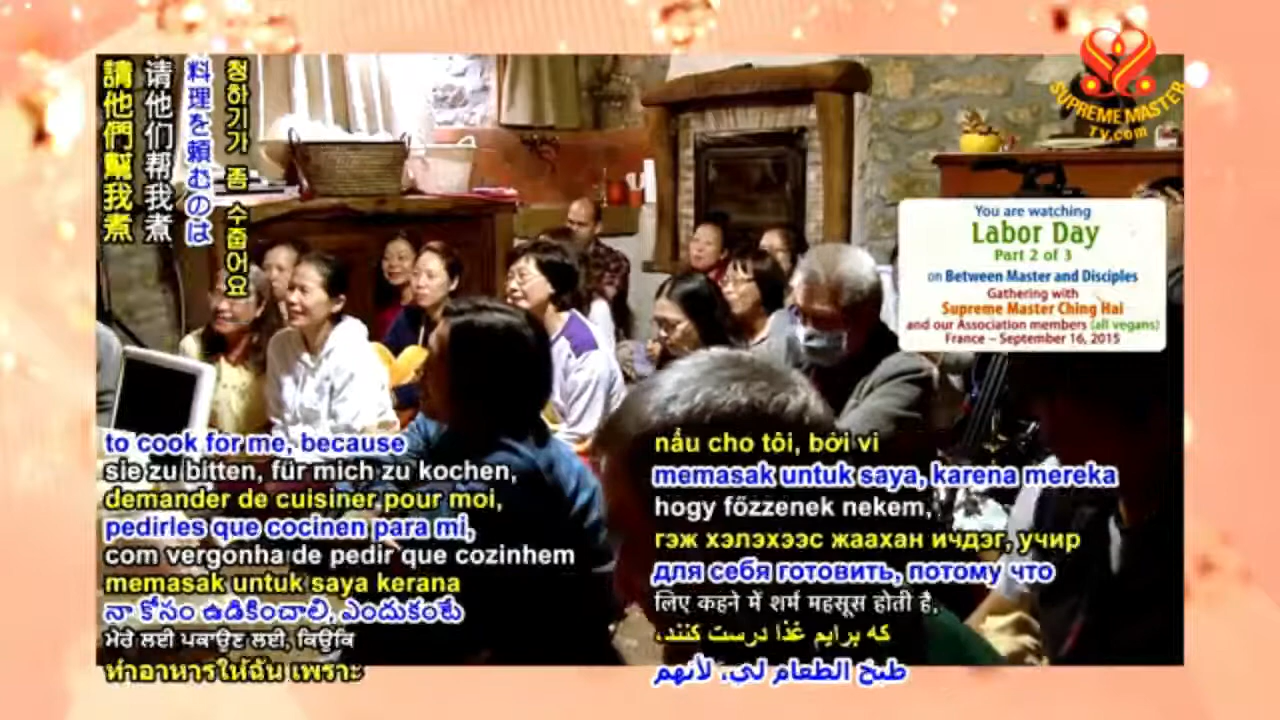 請他們幫我煮
请他们帮我煮
料理を頼むのは
청하기가 좀 수줍어요
SUPREME MASTER
TV.com
You are watching
Labor Day
Part 2 of 3
on Between Master and Disciples
Gathering with
Supreme Master Ching Hai
and our Association members (all vegans)
France – September 16, 2015
to cook for me, because
sie zu bitten, für mich zu kochen,
demander de cuisiner pour moi,
pedirles que cocinen para mí,
com vergonha de pedir que cozinhem
memasak untuk saya kerana
నా కోసం ఉడికించాలి, ఎందుకంటే
ਮੇਰੇ ਲਈ ਪਕਾਉਣ ਲਈ, ਕਿਉਂਕਿ
ทำอาหารให้ฉัน เพราะ
nấu cho tôi, bởi vì
memasak untuk saya, karena mereka
hogy főzzenek nekem,
гэж хэлэхээс жаахан ичдэг, учир
для себя готовить, потому что
लिए कहने में शर्म महसूस होती है,
که برایم غذا درست کنند،
طبخ الطعام لي، لأنهم